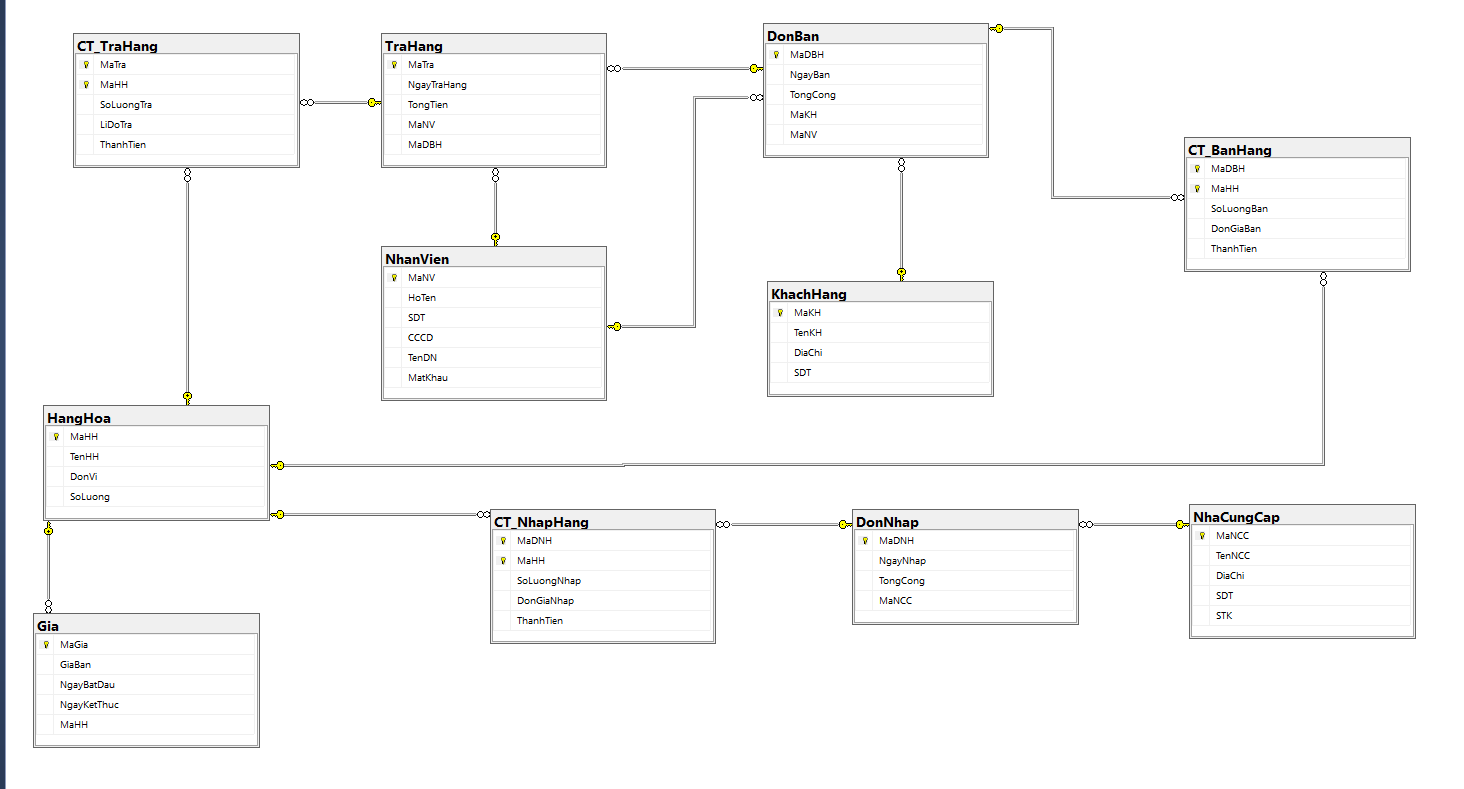 CT_TraHang
MaTra
MaHH
SoLuongTra
LiDoTra
ThanhTien
TraHang
MaTra
NgayTraHang
TongTien
MaNV
MaDBH
DonBan
MaDBH
NgayBan
TongCong
MaKH
MaNV
CT_BanHang
MaDBH
MaHH
SoLuongBan
DonGiaBan
ThanhTien
NhanVien
MaNV
HoTen
SDT
CCCD
TenDN
MatKhau
KhachHang
MaKH
TenKH
DiaChi
SDT
HangHoa
MaHH
TenHH
DonVi
SoLuong
CT_NhapHang
MaDNH
MaHH
SoLuongNhap
DonGiaNhap
ThanhTien
DonNhap
MaDNH
NgayNhap
TongCong
MaNCC
NhaCungCap
MaNCC
TenNCC
DiaChi
SDT
STK
Gia
MaGia
GiaBan
NgayBatDau
NgayKetThuc
MaHH